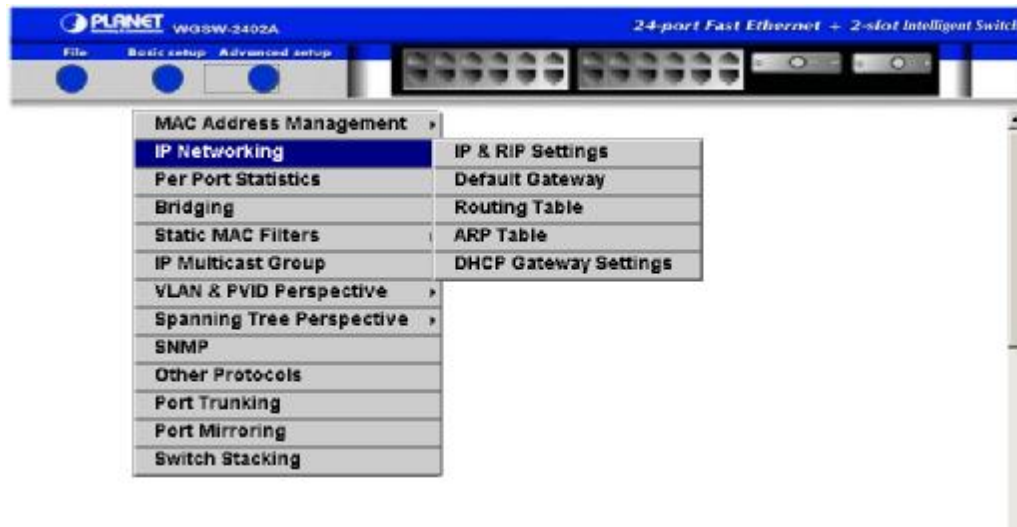 PLANET WGSW-2402A
24-port Fast Ethernet + 2-slot Intelligent Switch
File Basic setup Advanced setup
MAC Address Management
IP Networking
IP & RIP Settings
Per Port Statistics
Default Gateway
Bridging
Routing Table
Static MAC Filters
ARP Table
IP Multicast Group
DHCP Gateway Settings
VLAN & PVID Perspective
Spanning Tree Perspective
SNMP
Other Protocols
Port Trunking
Port Mirroring
Switch Stacking